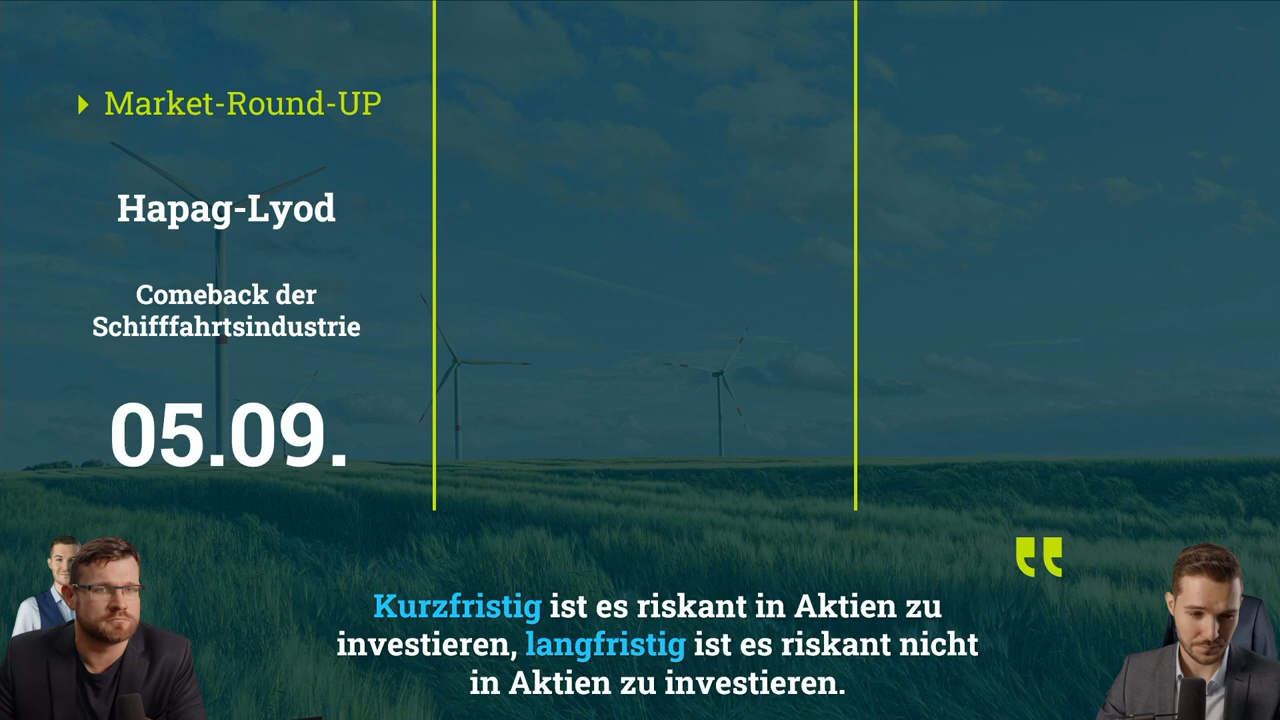 Market-Round-UP
Hapag-Lyod
Comeback der
Schifffahrtsindustrie
05.09.
Kurzfristig ist es riskant in Aktien zu
investieren, langfristig ist es riskant nicht
in Aktien zu investieren.